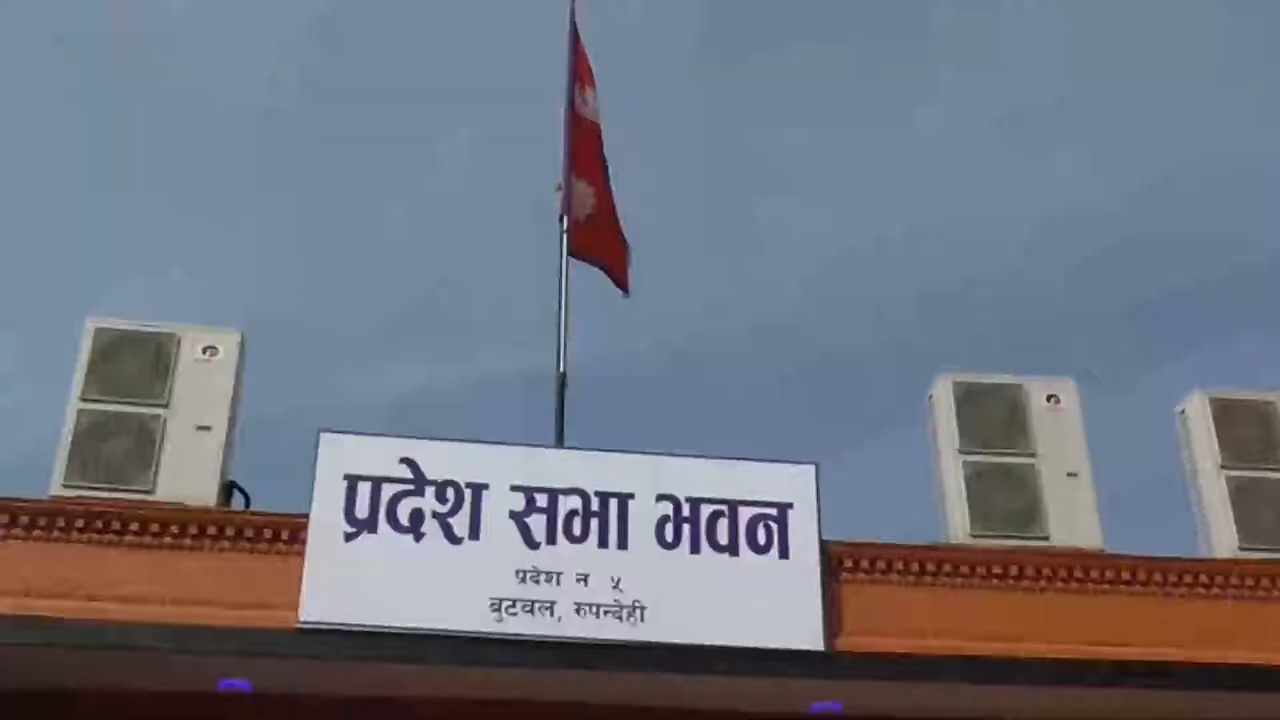 प्रदेश सभा भवन
प्रदेश न ५
बुटवल, रुपन्देही